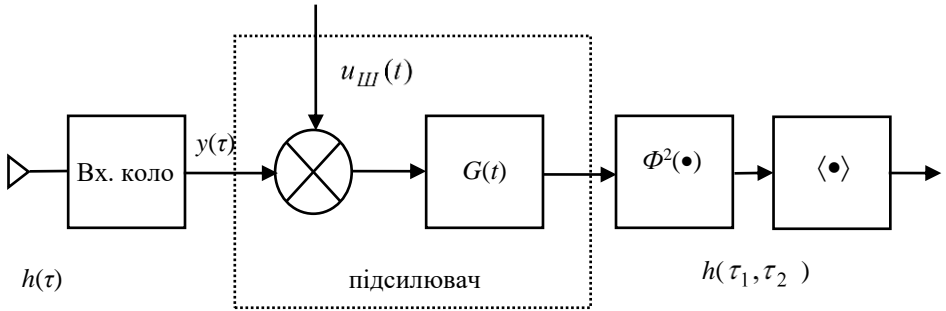 u_Ш(t)
y(τ)
Вх. коло
G(t)
Φ²(•)
⟨•⟩
h(τ)
підсилювач
h(τ₁,τ₂ )